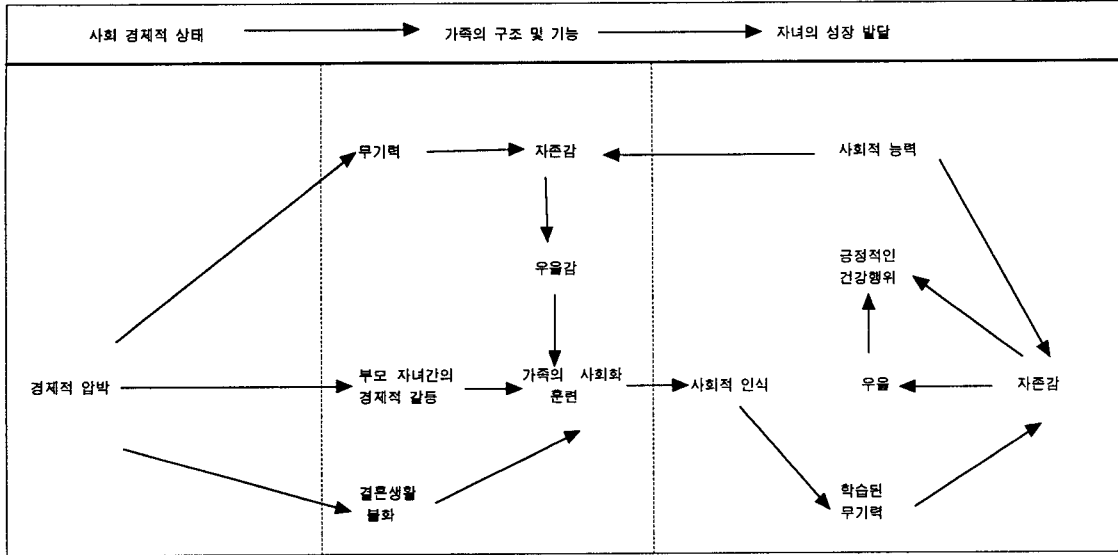 사회 경제적 상태
가족의 구조 및 기능
자녀의 성장 발달
무기력
자존감
사회적 능력
우울감
긍정적인
건강행위
경제적 압박
부모 자녀간의
경제적 갈등
가족의 사회화
훈련
사회적 인식
우울
자존감
결혼생활
불화
학습된
무기력